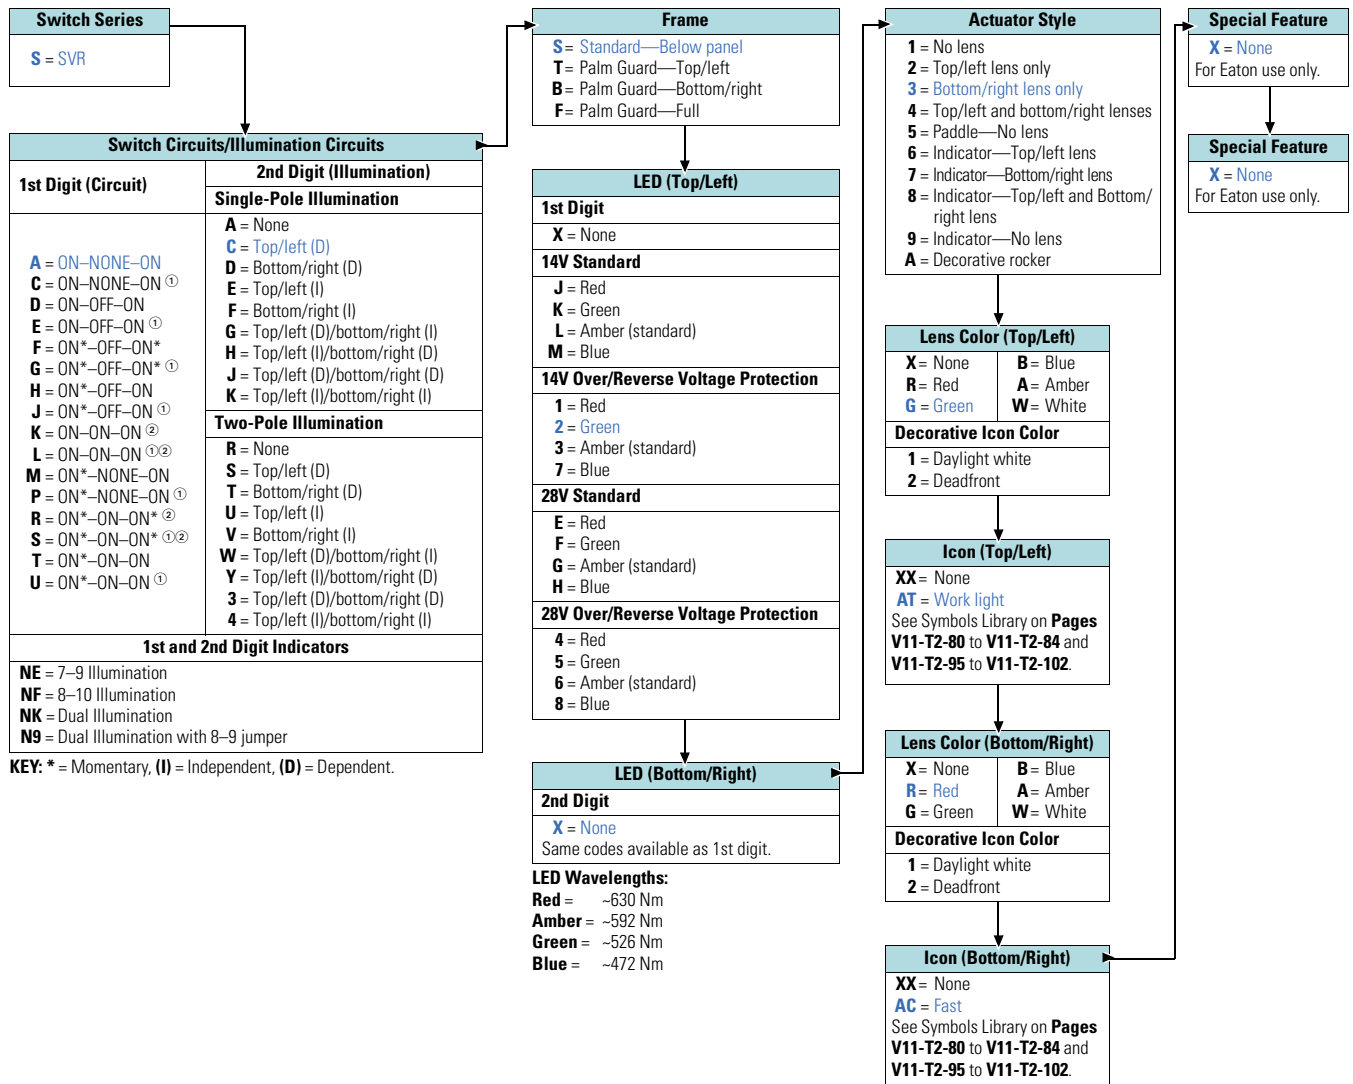 Switch Series
S = SVR
Switch Circuits/Illumination Circuits
1st Digit (Circuit)
A = ON–NONE–ON
C = ON–NONE–ON ①
D = ON–OFF–ON
E = ON–OFF–ON ①
F = ON*–OFF–ON*
G = ON*–OFF–ON* ①
H = ON*–OFF–ON
J = ON*–OFF–ON ①
K = ON–ON–ON ②
L = ON–ON–ON ①②
M = ON*–NONE–ON
P = ON*–NONE–ON ①
R = ON*–ON–ON* ②
S = ON*–ON–ON* ①②
T = ON*–ON–ON
U = ON*–ON–ON ①
2nd Digit (Illumination)
Single-Pole Illumination
A = None
C = Top/left (D)
D = Bottom/right (D)
E = Top/left (I)
F = Bottom/right (I)
G = Top/left (D)/bottom/right (I)
H = Top/left (I)/bottom/right (D)
J = Top/left (D)/bottom/right (D)
K = Top/left (I)/bottom/right (I)
Two-Pole Illumination
R = None
S = Top/left (D)
T = Bottom/right (D)
U = Top/left (I)
V = Bottom/right (I)
W = Top/left (D)/bottom/right (I)
Y = Top/left (I)/bottom/right (D)
3 = Top/left (D)/bottom/right (D)
4 = Top/left (I)/bottom/right (I)
1st and 2nd Digit Indicators
NE = 7–9 Illumination
NF = 8–10 Illumination
NK = Dual Illumination
N9 = Dual Illumination with 8–9 jumper
KEY: * = Momentary, (I) = Independent, (D) = Dependent.
Frame
S = Standard—Below panel
T = Palm Guard—Top/left
B = Palm Guard—Bottom/right
F = Palm Guard—Full
LED (Top/Left)
1st Digit
X = None
14V Standard
J = Red
K = Green
L = Amber (standard)
M = Blue
14V Over/Reverse Voltage Protection
1 = Red
2 = Green
3 = Amber (standard)
7 = Blue
28V Standard
E = Red
F = Green
G = Amber (standard)
H = Blue
28V Over/Reverse Voltage Protection
4 = Red
5 = Green
6 = Amber (standard)
8 = Blue
LED (Bottom/Right)
2nd Digit
X = None
Same codes available as 1st digit.
LED Wavelengths:
Red = ~630 Nm
Amber = ~592 Nm
Green = ~526 Nm
Blue = ~472 Nm
Actuator Style
1 = No lens
2 = Top/left lens only
3 = Bottom/right lens only
4 = Top/left and bottom/right lenses
5 = Paddle—No lens
6 = Indicator—Top/left lens
7 = Indicator—Bottom/right lens
8 = Indicator—Top/left and Bottom/
right lens
9 = Indicator—No lens
A = Decorative rocker
Lens Color (Top/Left)
X = None
R = Red
G = Green
B = Blue
A = Amber
W = White
Decorative Icon Color
1 = Daylight white
2 = Deadfront
Icon (Top/Left)
XX = None
AT = Work light
See Symbols Library on Pages
V11-T2-80 to V11-T2-84 and
V11-T2-95 to V11-T2-102.
Lens Color (Bottom/Right)
X = None
R = Red
G = Green
B = Blue
A = Amber
W = White
Decorative Icon Color
1 = Daylight white
2 = Deadfront
Icon (Bottom/Right)
XX = None
AC = Fast
See Symbols Library on Pages
V11-T2-80 to V11-T2-84 and
V11-T2-95 to V11-T2-102.
Special Feature
X = None
For Eaton use only.
Special Feature
X = None
For Eaton use only.